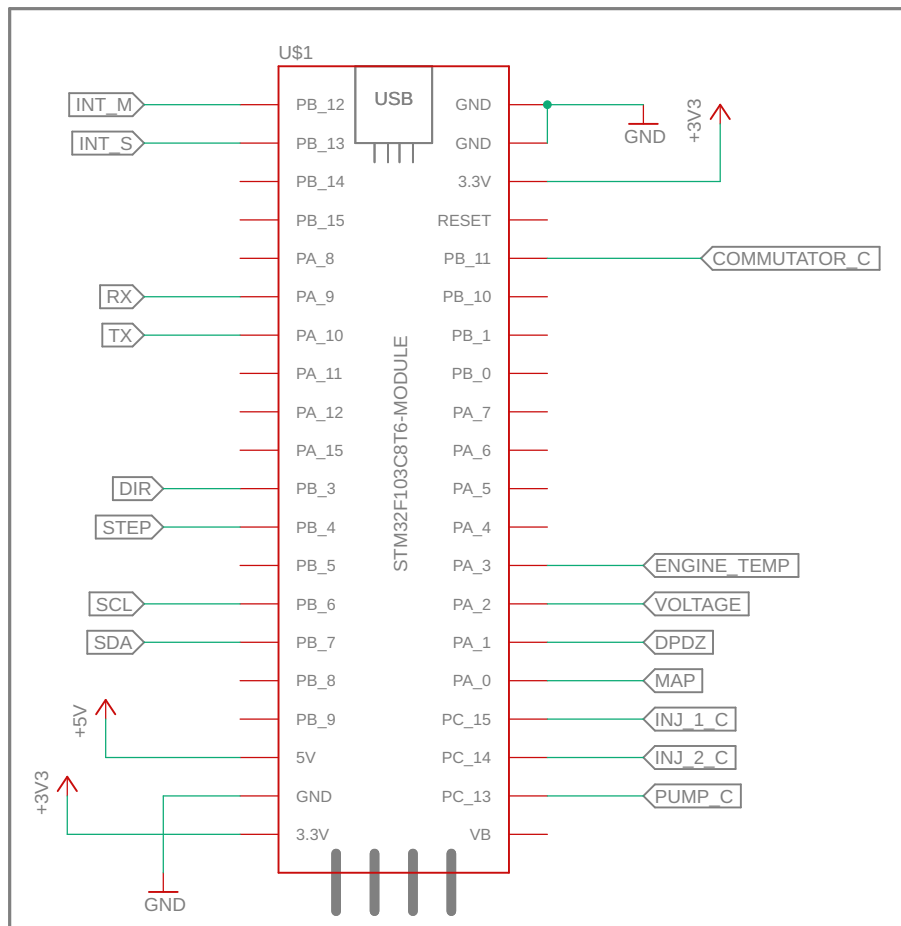 U$1
USB
INT_M PB_12 GND
GND
+3V3
INT_S PB_13 GND
PB_14 3.3V
PB_15 RESET
PA_8 PB_11 COMMUTATOR_C
RX PA_9 PB_10
TX PA_10 PB_1
PA_11 PB_0
PA_12 PA_7
PA_15 PA_6
STM32F103C8T6-MODULE
DIR PB_3 PA_5
STEP PB_4 PA_4
PB_5 PA_3 ENGINE_TEMP
SCL PB_6 PA_2 VOLTAGE
SDA PB_7 PA_1 DPDZ
PB_8 PA_0 MAP
+5V PB_9 PC_15 INJ_1_C
5V PC_14 INJ_2_C
+3V3 GND PC_13 PUMP_C
3.3V VB
GND